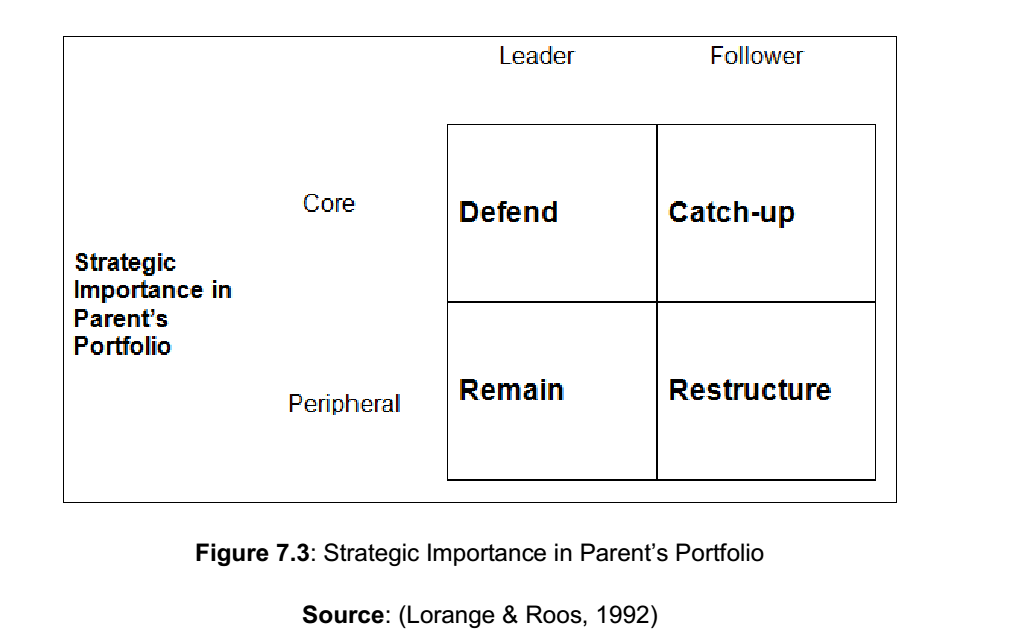 Leader Follower
Core
Defend Catch-up
Strategic
Importance in
Parent's
Portfolio
Remain Restructure
Peripheral
Figure 7.3: Strategic Importance in Parent’s Portfolio
Source: (Lorange & Roos, 1992)